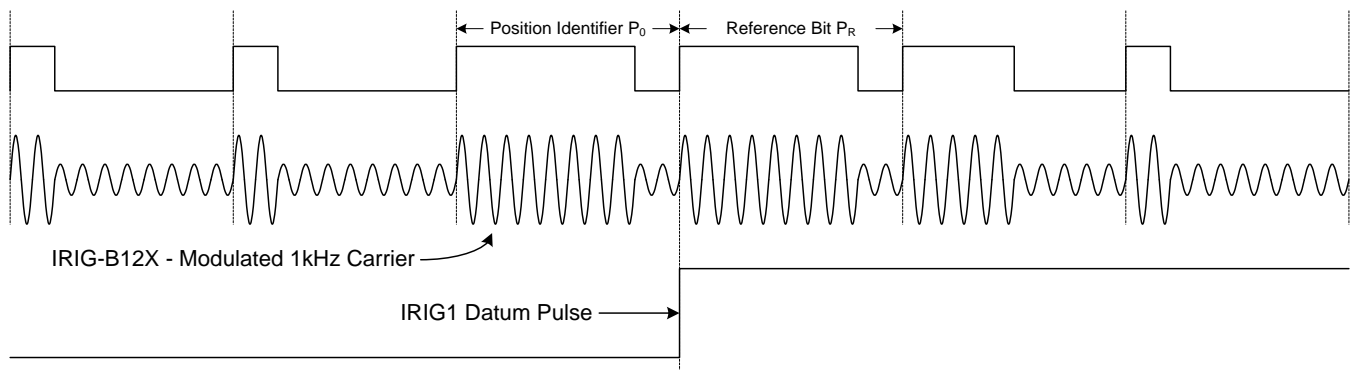 Position Identifier P₀
Reference Bit Pᵣ
IRIG-B12X - Modulated 1kHz Carrier
IRIG1 Datum Pulse